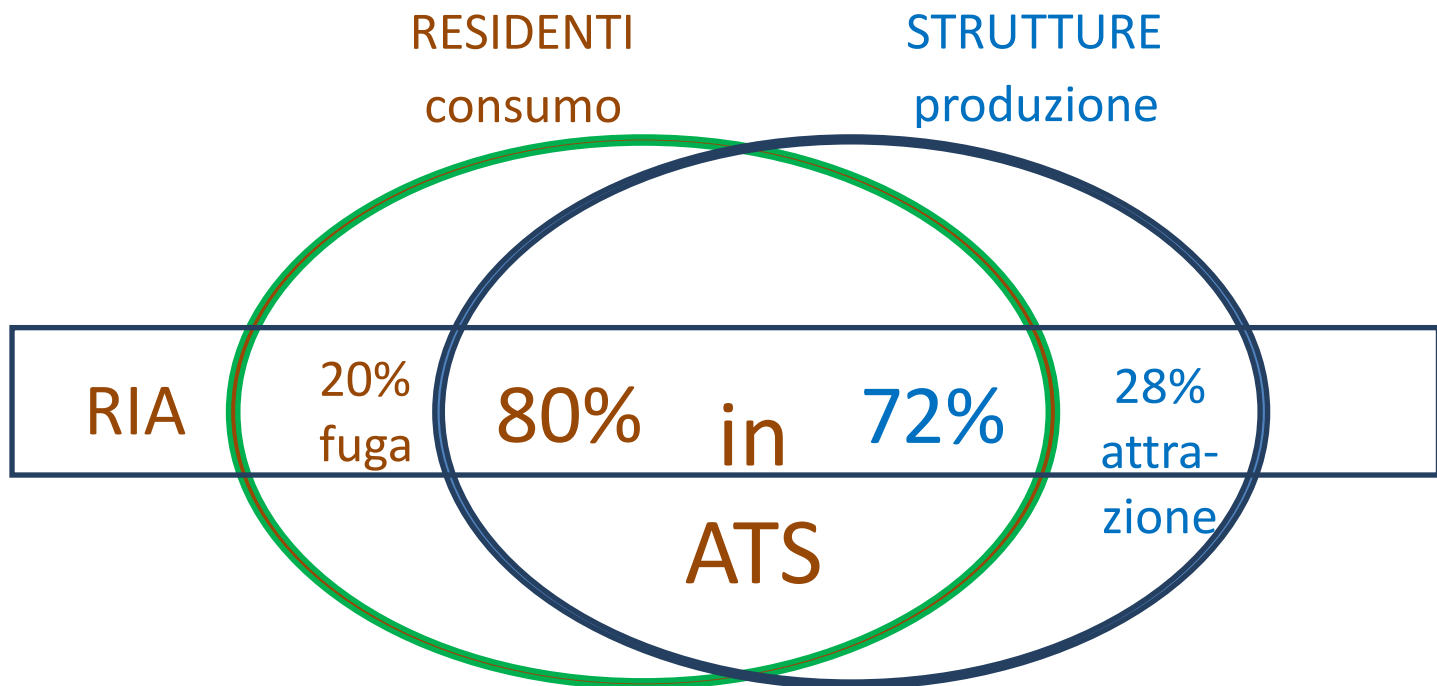 RESIDENTI
consumo
STRUTTURE
produzione
RIA
20%
fuga
80%
in
72%
28%
attra-
zione
ATS